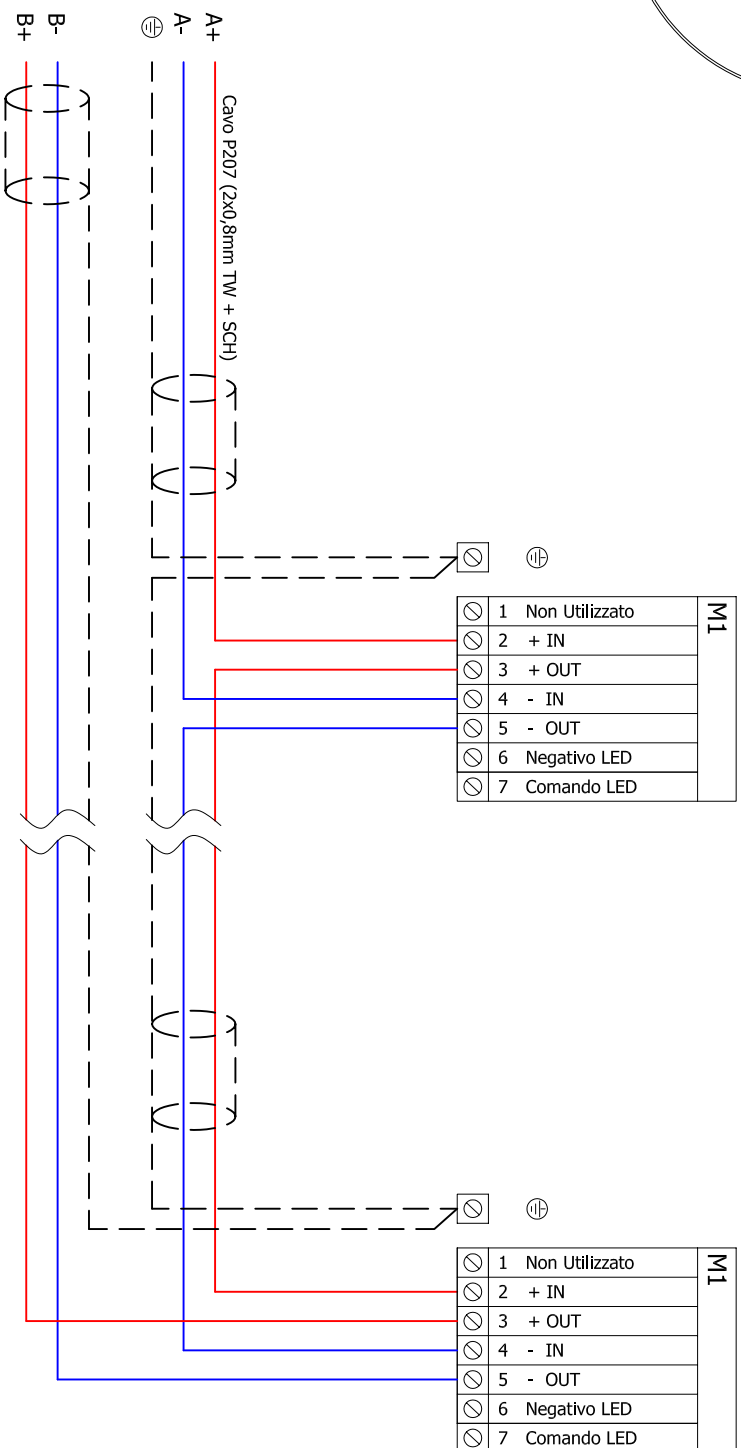 B+
B-
A-
A+
Cavo P207 (2x0,8mm TW + SCH)
M1
1 Non Utilizzato
2 + IN
3 + OUT
4 - IN
5 - OUT
6 Negativo LED
7 Comando LED
M1
1 Non Utilizzato
2 + IN
3 + OUT
4 - IN
5 - OUT
6 Negativo LED
7 Comando LED